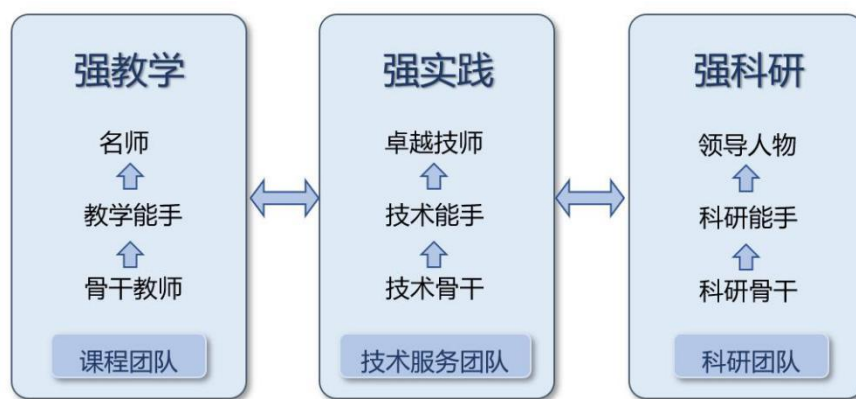 强教学
名师
教学能手
骨干教师
课程团队
强实践
卓越技师
技术能手
技术骨干
技术服务团队
强科研
领导人物
科研能手
科研骨干
科研团队